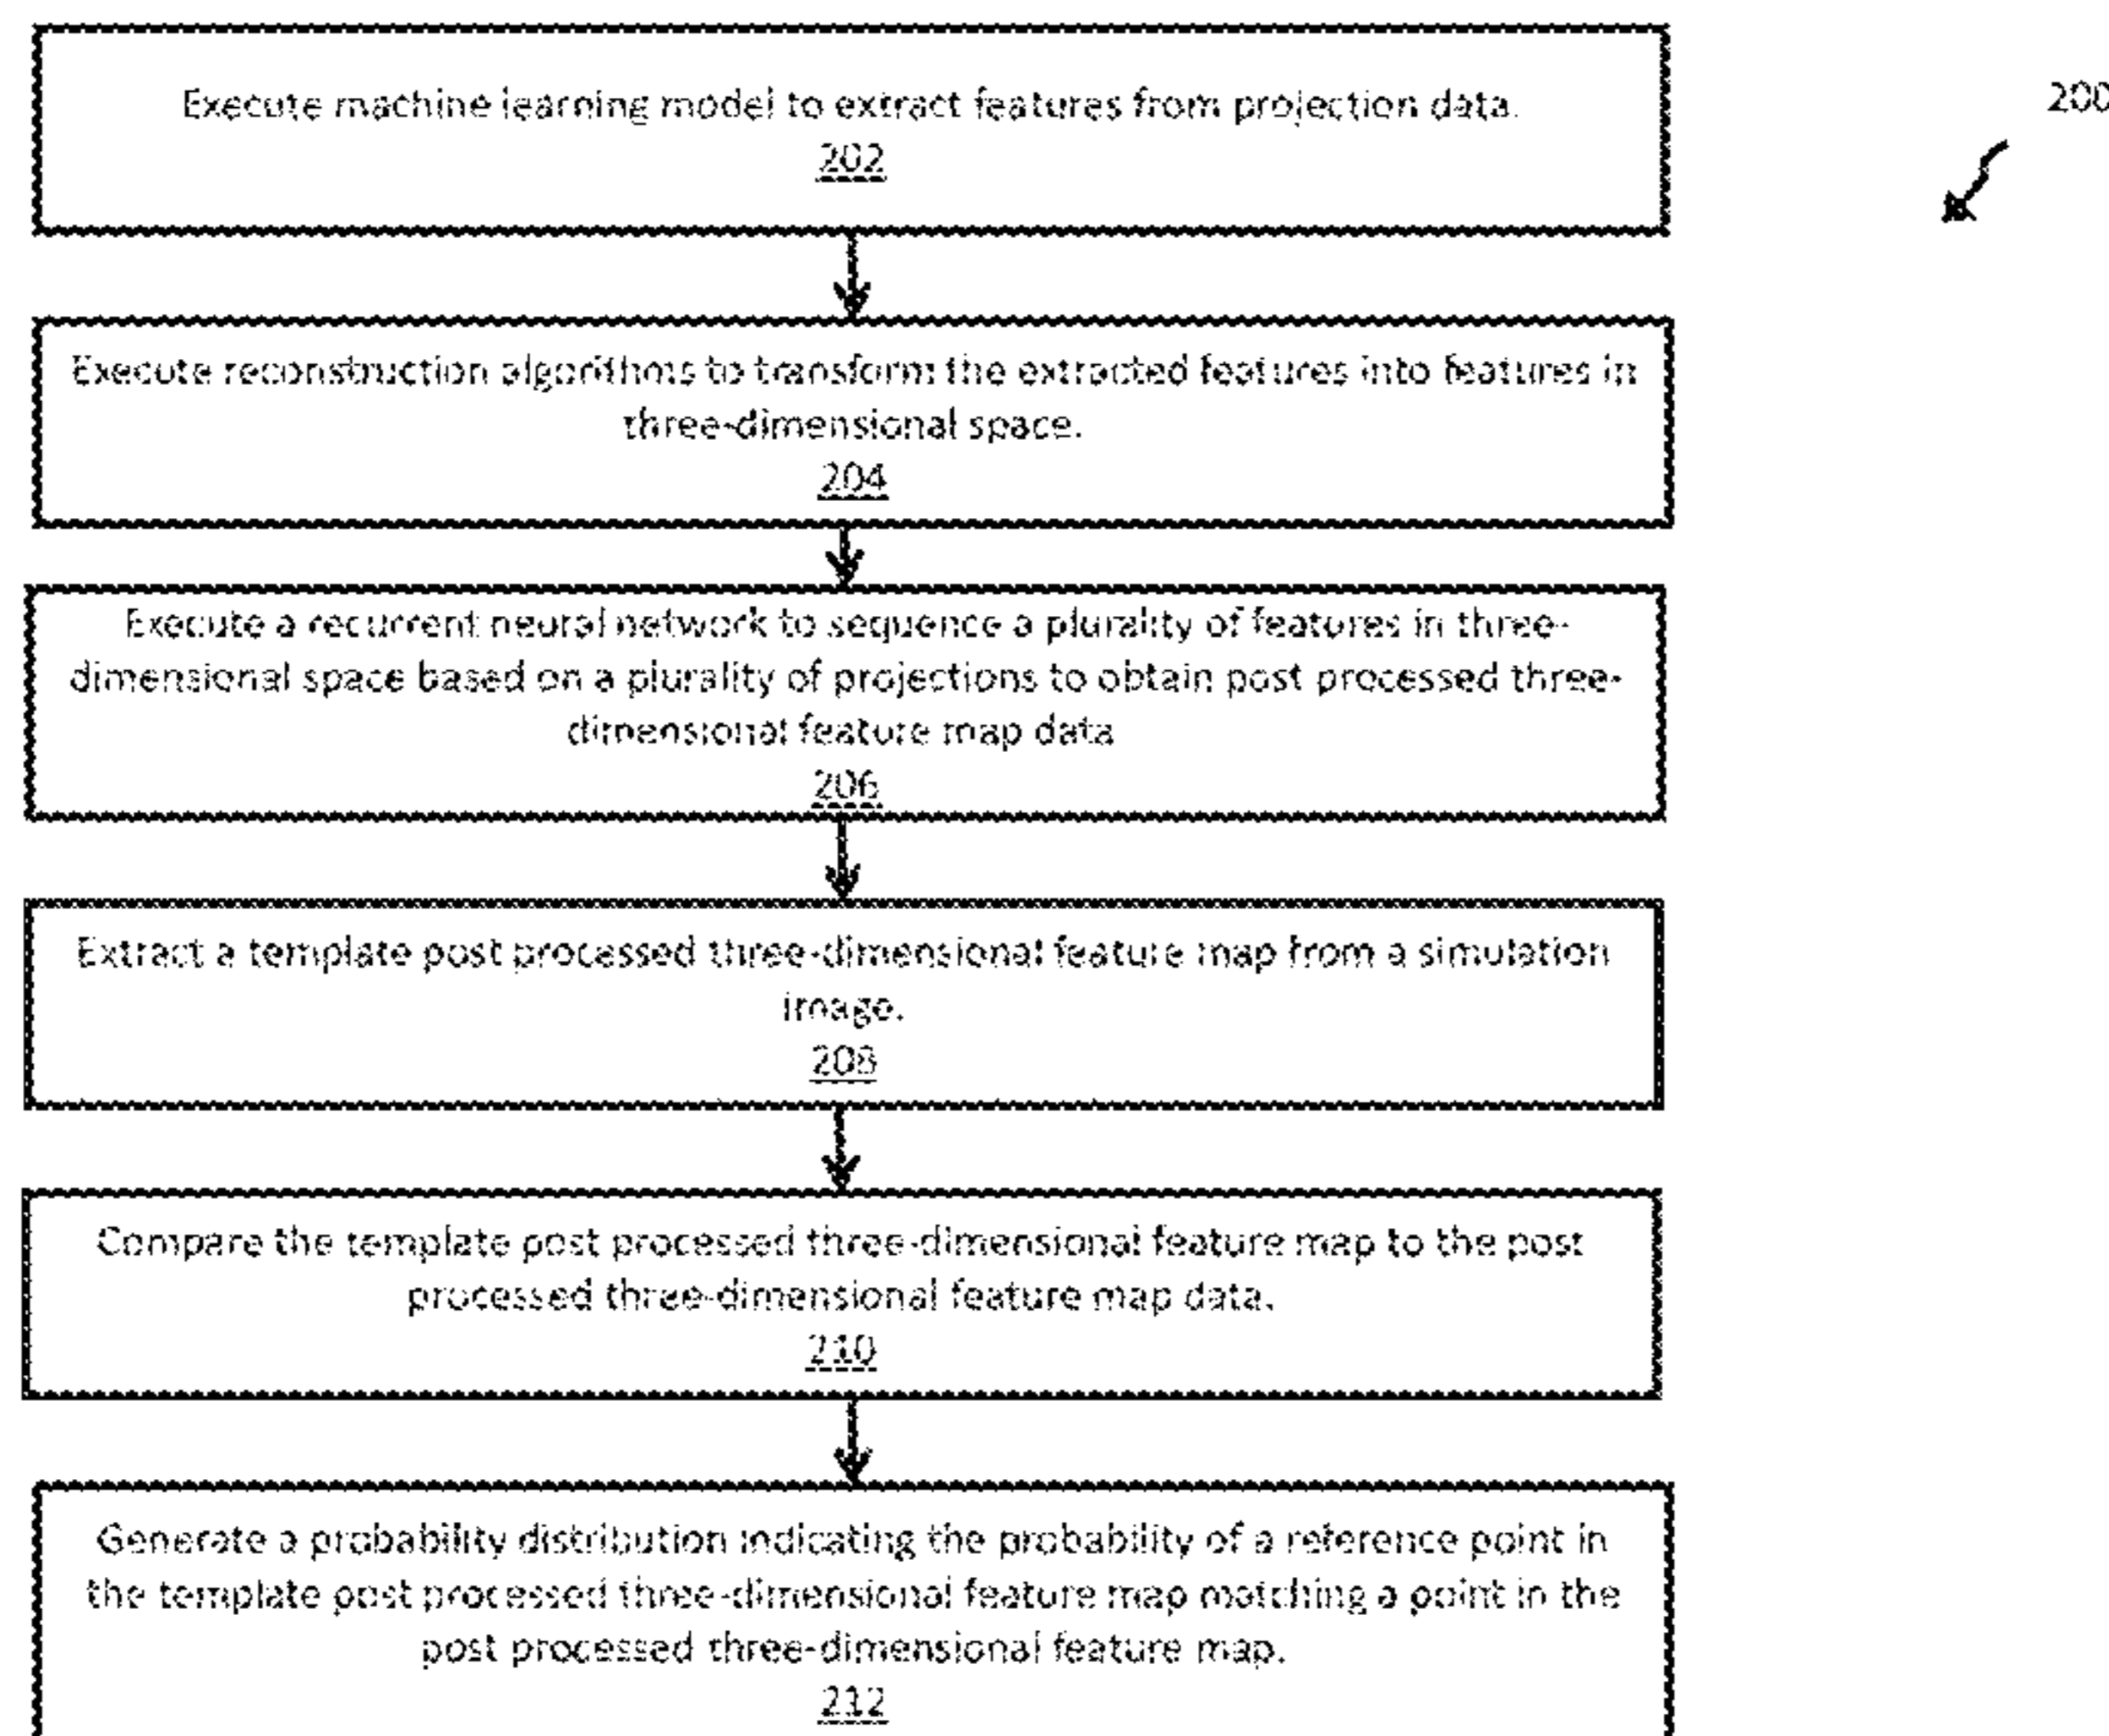 Execute machine learning model to extract features from projection data.
202
200
Execute reconstruction algorithms to transform the extracted features into features in
three-dimensional space.
204
Execute a recurrent neural network to sequence a plurality of features in three-
dimensional space based on a plurality of projections to obtain post processed three-
dimensional feature map data
206
Extract a template post processed three-dimensional feature map from a simulation
image.
208
Compare the template post processed three-dimensional feature map to the post
processed three-dimensional feature map data.
210
Generate a probability distribution indicating the probability of a reference point in
the template post processed three-dimensional feature map matching a point in the
post processed three-dimensional feature map.
212